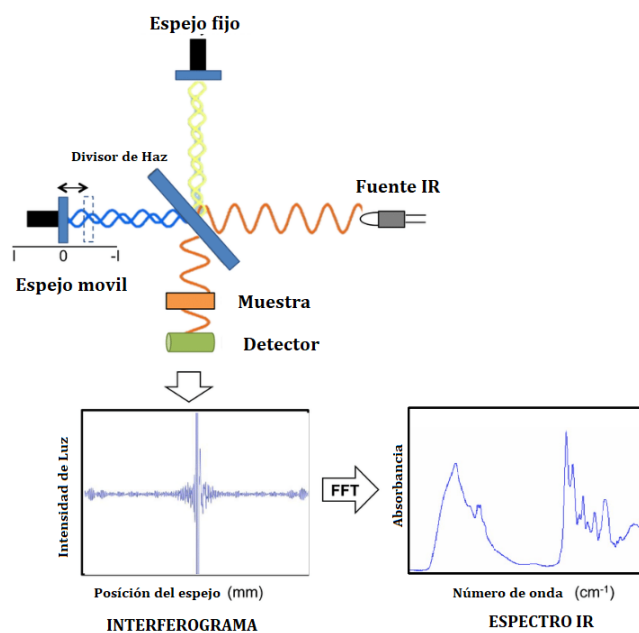 Espejo fijo
Divisor de Haz
Fuente IR
l 0 -l
Espejo movil
Muestra
Detector
Intensidad de Luz
FFT
Absorbancia
Posición del espejo (mm)
Número de onda (cm-1)
INTERFEROGRAMA
ESPECTRO IR